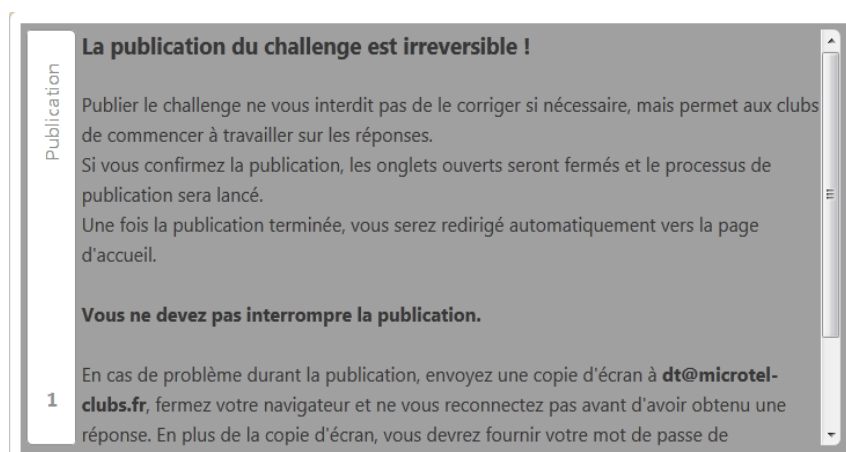 Publication
1
La publication du challenge est irreversible !
Publier le challenge ne vous interdit pas de le corriger si nécessaire, mais permet aux clubs
de commencer à travailler sur les réponses.
Si vous confirmez la publication, les onglets ouverts seront fermés et le processus de
publication sera lancé.
Une fois la publication terminée, vous serez redirigé automatiquement vers la page
d'accueil.
Vous ne devez pas interrompre la publication.
En cas de problème durant la publication, envoyez une copie d'écran à dt@microtel-
clubs.fr, fermez votre navigateur et ne vous reconnectez pas avant d'avoir obtenu une
réponse. En plus de la copie d'écran, vous devrez fournir votre mot de passe de